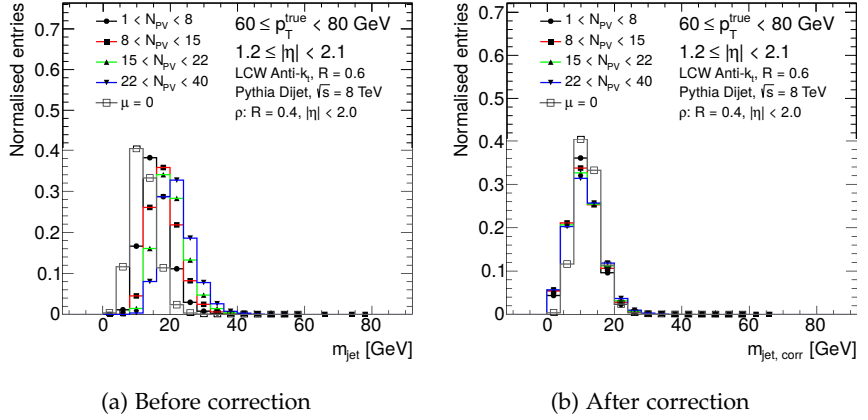 Normalised entries
0.7
0.6
0.5
0.4
0.3
0.2
0.1
0
0 20 40 60 80
m_jet [GeV]
1 < N_PV < 8
8 < N_PV < 15
15 < N_PV < 22
22 < N_PV < 40
μ = 0
60 ≤ p_T^true < 80 GeV
1.2 ≤ |η| < 2.1
LCW Anti-k_t, R = 0.6
Pythia Dijet, √s = 8 TeV
ρ: R = 0.4, |η| < 2.0
(a) Before correction
Normalised entries
0.7
0.6
0.5
0.4
0.3
0.2
0.1
0
0 20 40 60 80
m_jet, corr [GeV]
1 < N_PV < 8
8 < N_PV < 15
15 < N_PV < 22
22 < N_PV < 40
μ = 0
60 ≤ p_T^true < 80 GeV
1.2 ≤ |η| < 2.1
LCW Anti-k_t, R = 0.6
Pythia Dijet, √s = 8 TeV
ρ: R = 0.4, |η| < 2.0
(b) After correction